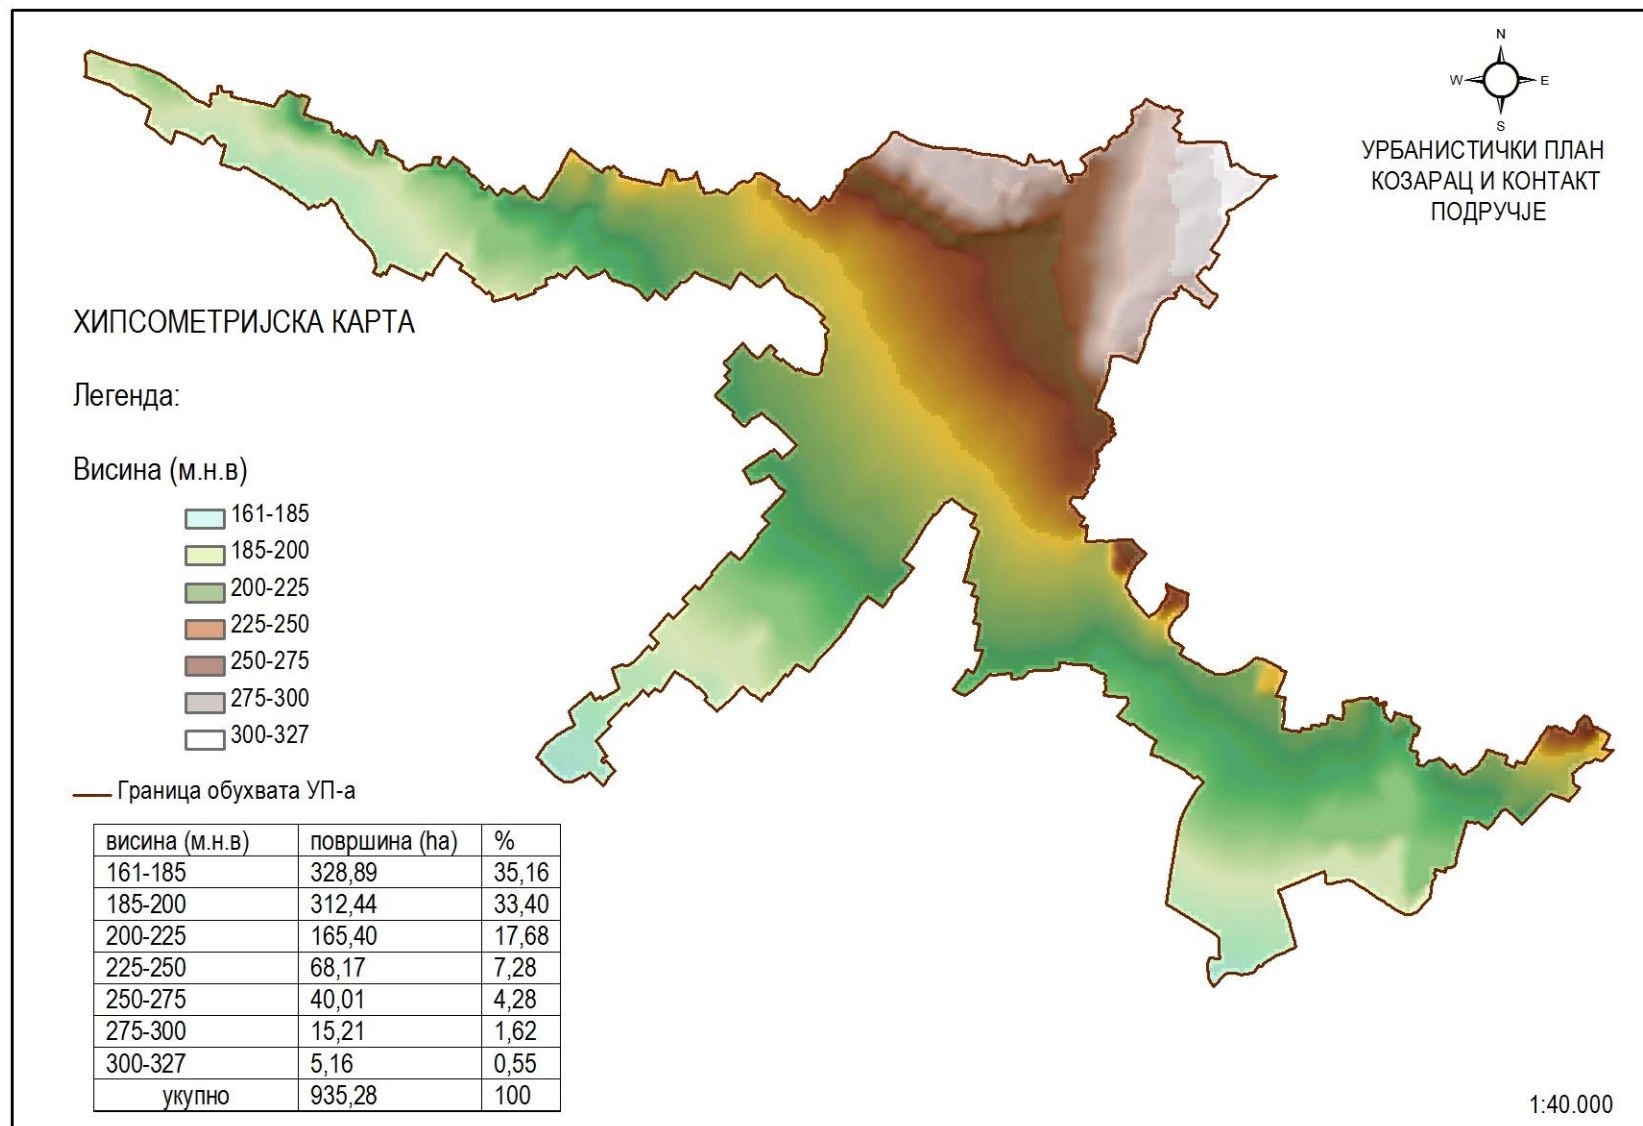 N
W E
S
УРБАНИСТИЧКИ ПЛАН
КОЗАРАЦ И КОНТАКТ
ПОДРУЧЈЕ
ХИПСОМЕТРИЈСКА КАРТА
Легенда:
Висина (м.н.в)
161-185
185-200
200-225
225-250
250-275
275-300
300-327
Граница обухвата УП-а
висина (м.н.в) површина (ha) %
161-185 328,89 35,16
185-200 312,44 33,40
200-225 165,40 17,68
225-250 68,17 7,28
250-275 40,01 4,28
275-300 15,21 1,62
300-327 5,16 0,55
укупно 935,28 100
1:40.000